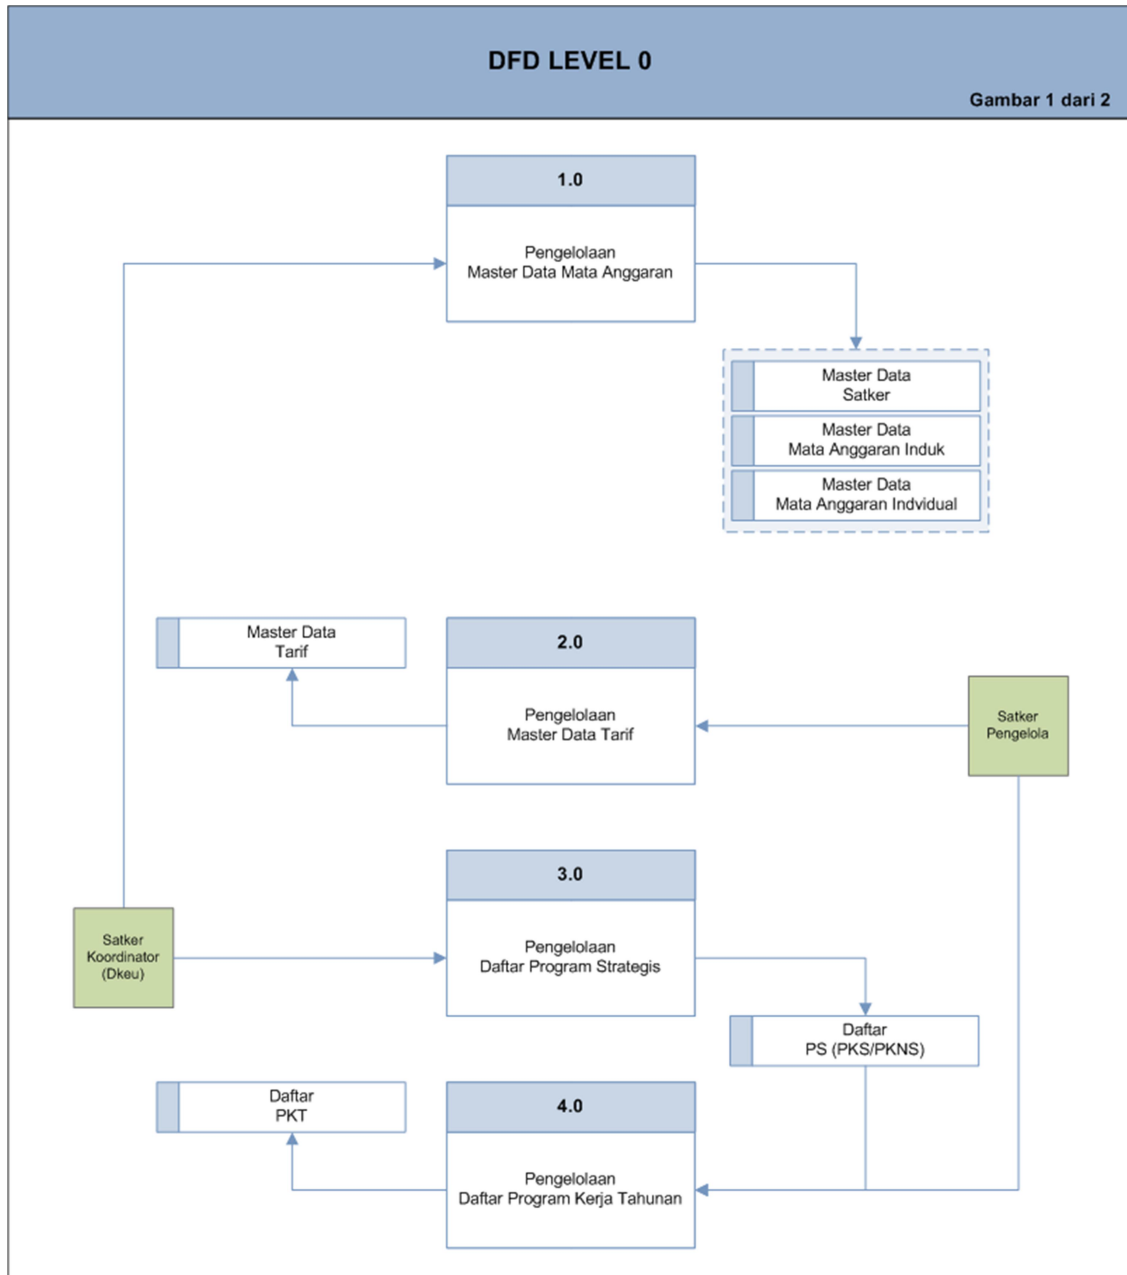 DFD LEVEL 0
Gambar 1 dari 2
1.0
Pengelolaan
Master Data Mata Anggaran
Master Data
Satker
Master Data
Mata Anggaran Induk
Master Data
Mata Anggaran Indvidual
Master Data
Tarif
2.0
Pengelolaan
Master Data Tarif
Satker
Pengelola
3.0
Pengelolaan
Daftar Program Strategis
Satker
Koordinator
(Dkeu)
Daftar
PS (PKS/PKNS)
Daftar
PKT
4.0
Pengelolaan
Daftar Program Kerja Tahunan